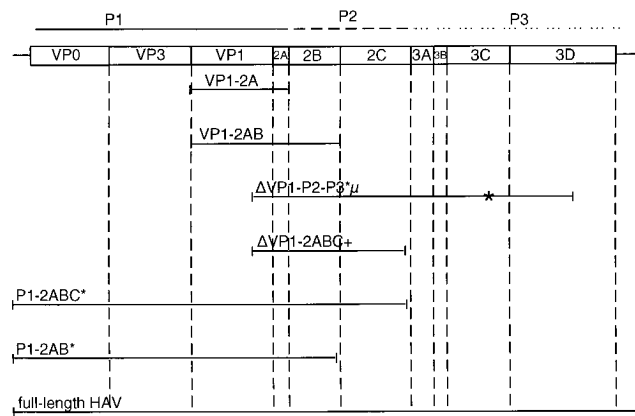 P1 P2 P3
VP0 VP3 VP1 2A 2B 2C 3A 3B 3C 3D
VP1-2A
VP1-2AB
ΔVP1-P2-P3*μ
*
ΔVP1-2ABC+
P1-2ABC*
P1-2AB*
full-length HAV